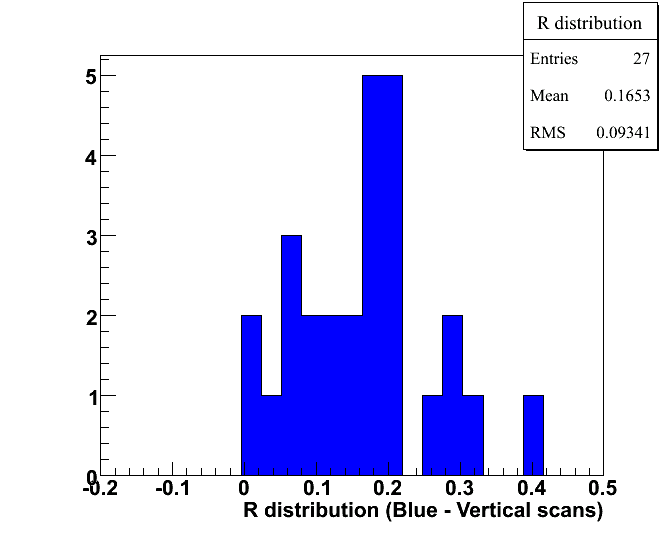 R distribution
Entries 27
Mean 0.1653
RMS 0.09341
5
4
3
2
1
0
-0.2 -0.1 0 0.1 0.2 0.3 0.4 0.5
R distribution (Blue - Vertical scans)